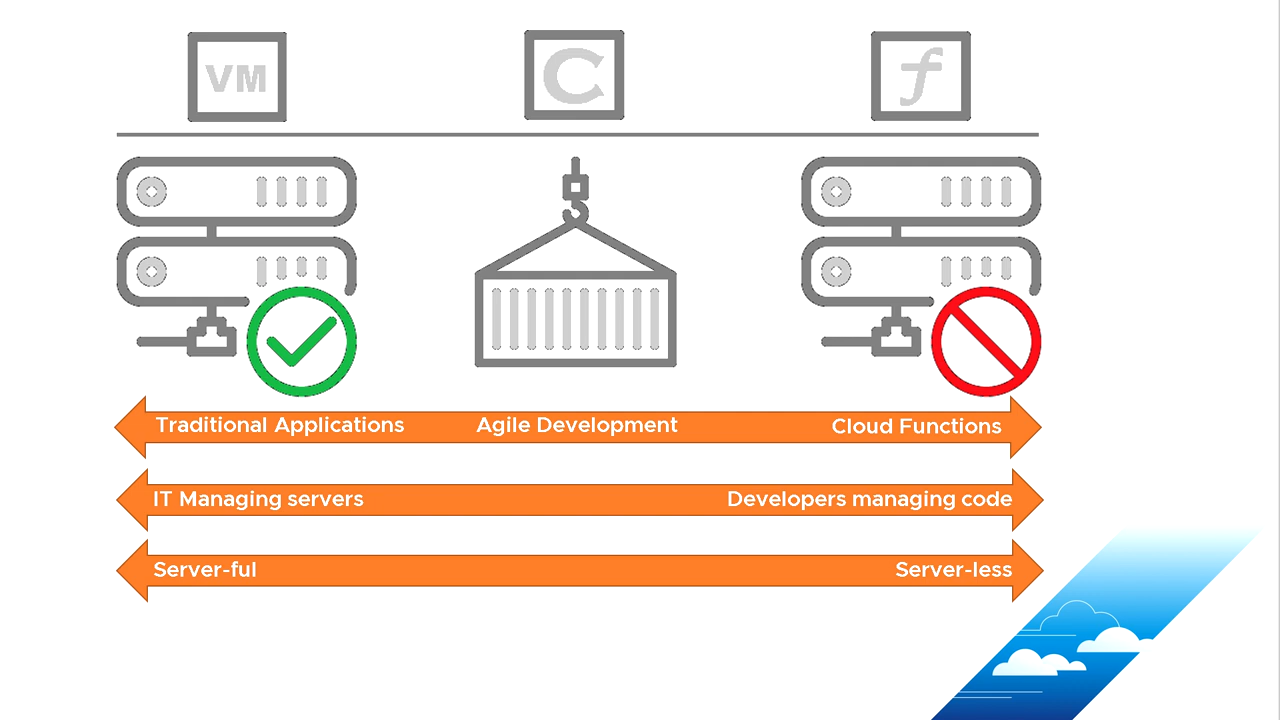 VM
C
f
Traditional Applications
Agile Development
Cloud Functions
IT Managing servers
Developers managing code
Server-ful
Server-less